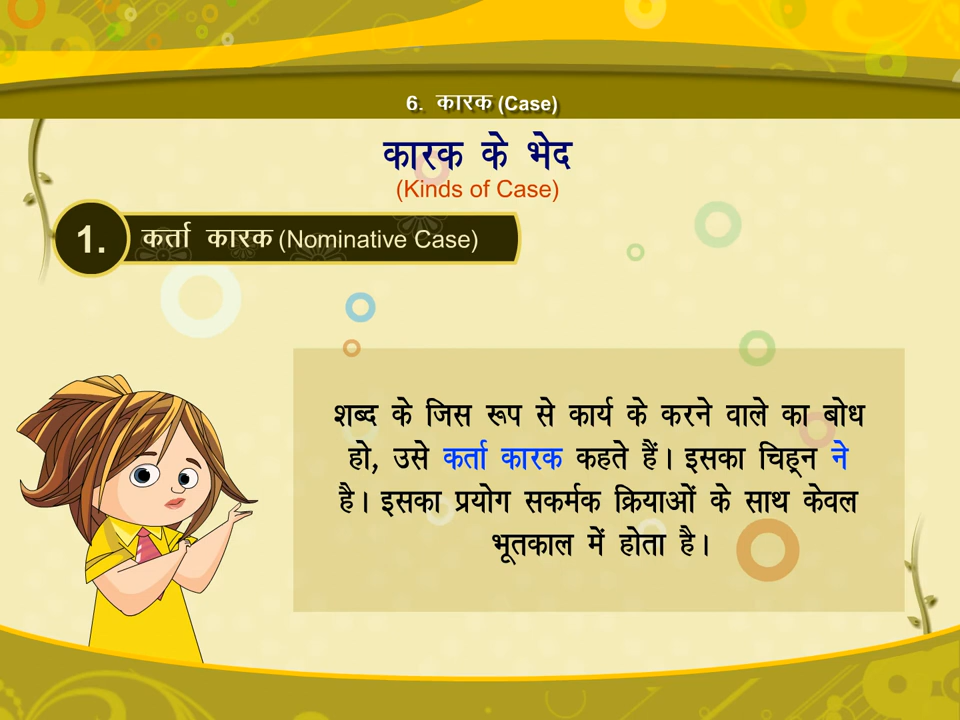 6. कारक (Case)
कारक के भेद
(Kinds of Case)
1. कर्ता कारक (Nominative Case)
शब्द के जिस रूप से कार्य के करने वाले का बोध
हो, उसे कर्ता कारक कहते हैं। इसका चिह्न ने
है। इसका प्रयोग सकर्मक क्रियाओं के साथ केवल
भूतकाल में होता है।